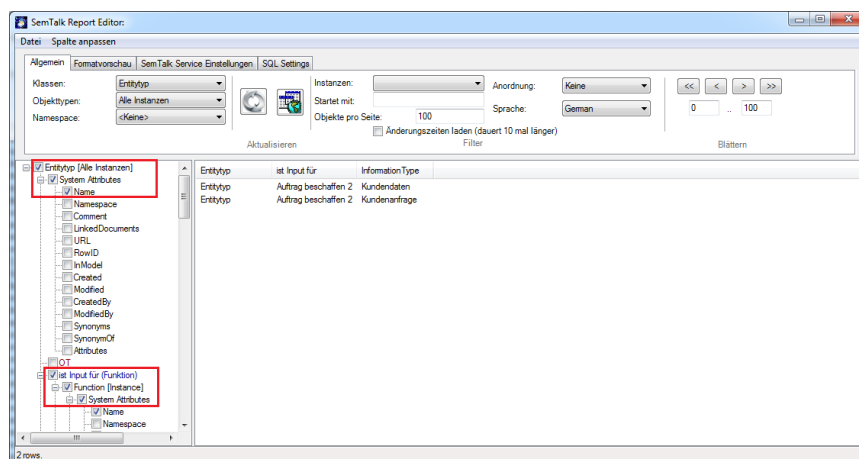 SemTalk Report Editor:
Datei Spalte anpassen
Allgemein Formatvorschau SemTalk Service Einstellungen SQL Settings
Klassen: Entitytyp Instanzen: Anordnung: Keine << < > >>
Objekttypen: Alle Instanzen Startet mit: Sprache: German 0 .. 100
Namespace: <Keine> Objekte pro Seite: 100
Änderungszeiten laden (dauert 10 mal länger)
Aktualisieren Filter Blättern
Entitytyp [Alle Instanzen]
System Attributes
Name
Namespace
Comment
LinkedDocuments
URL
RowID
InModel
Created
Modified
CreatedBy
ModifiedBy
Synonyms
SynonymOf
Attributes
OT
ist Input für (Funktion)
Function [Instance]
System Attributes
Name
Namespace
Entitytyp ist Input für InformationType
Entitytyp Auftrag beschaffen 2 Kundendaten
Entitytyp Auftrag beschaffen 2 Kundenanfrage
2 rows.